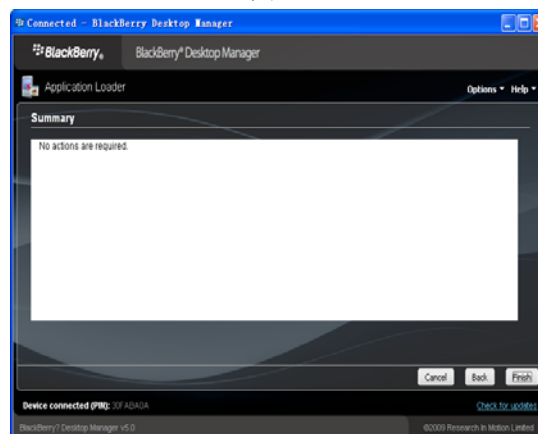 Connected - BlackBerry Desktop Manager
BlackBerry® BlackBerry® Desktop Manager
Application Loader Options Help
Summary
No actions are required.
Cancel Back Finish
Device connected (PIN): 30FABA0A Check for updates
BlackBerry? Desktop Manager v5.0 ©2009 Research In Motion Limited